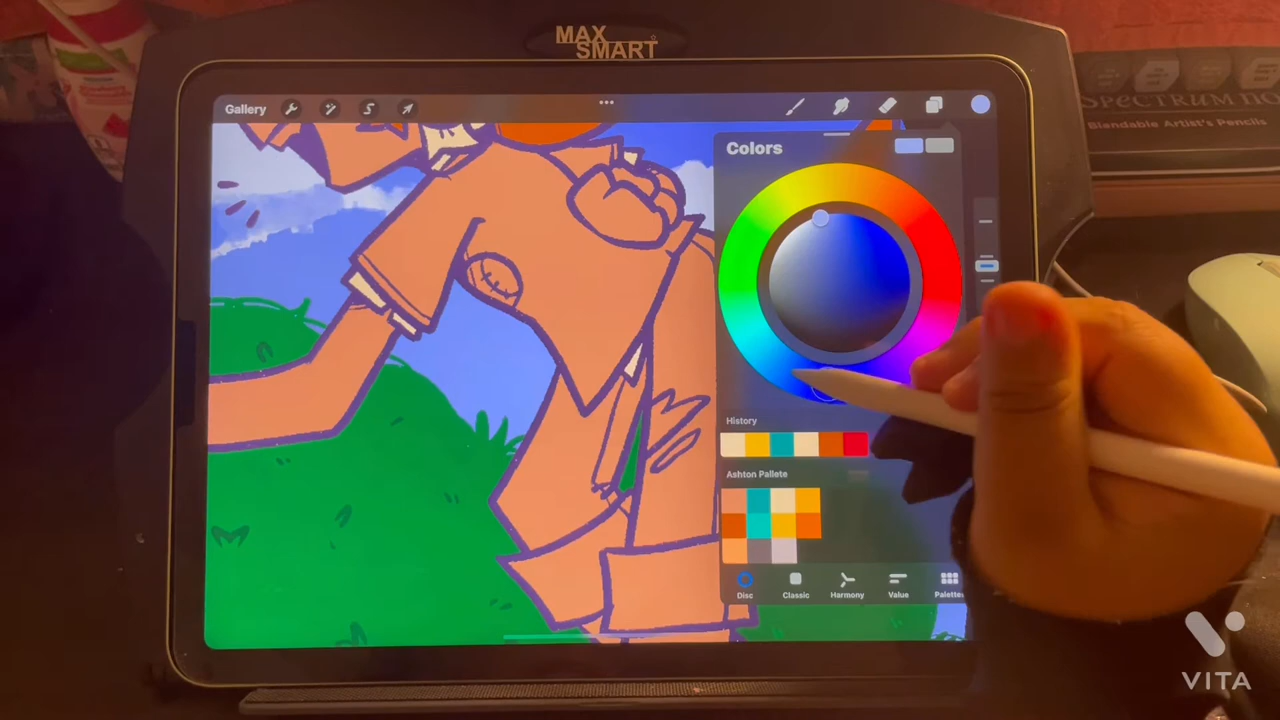 MAX
SMART
Gallery
Colors
SPECTRUM NO
Blendable Artist's Pencils
History
Ashton Pallete
Disc
Classic
Harmony
Value
Palettes
VITA